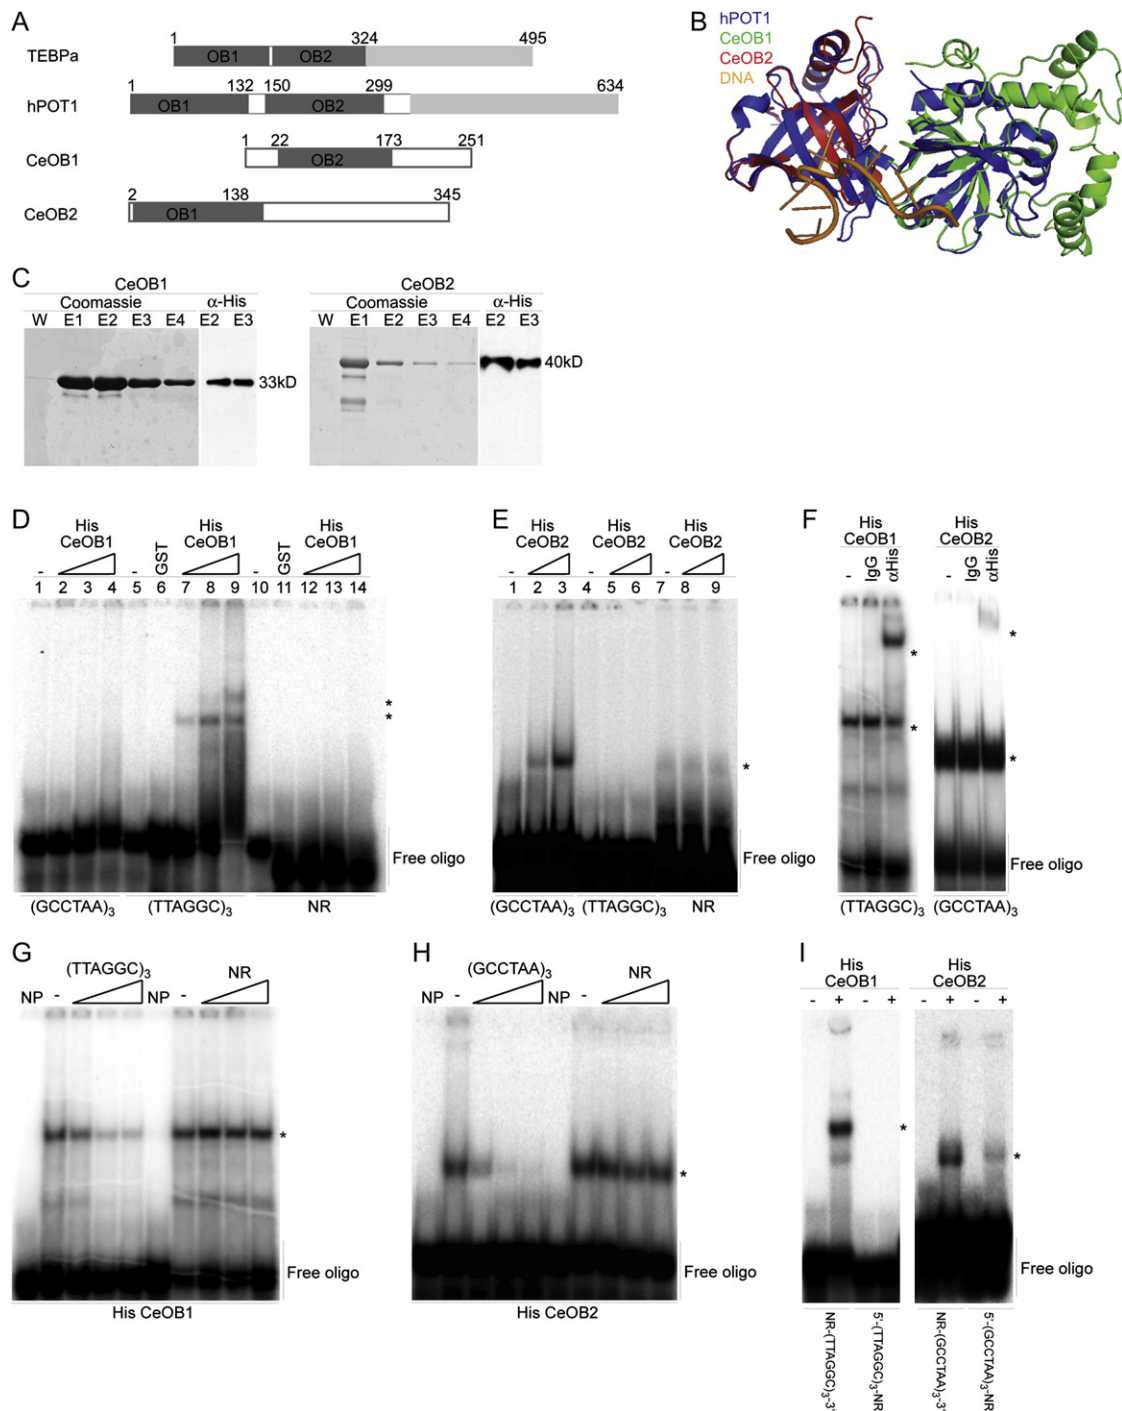 A
1 324 495
TEBPa OB1 OB2
1 132 150 299 634
hPOT1 OB1 OB2
1 22 173 251
CeOB1 OB2
2 138 345
CeOB2 OB1
B
hPOT1
CeOB1
CeOB2
DNA
C
CeOB1
Coomassie α-His
W E1 E2 E3 E4 E2 E3
33kD
CeOB2
Coomassie α-His
W E1 E2 E3 E4 E2 E3
40kD
D
His His His
CeOB1 CeOB1 CeOB1
- - GST - GST
1 2 3 4 5 6 7 8 9 10 11 12 13 14
*
*
Free oligo
(GCCTAA)3 (TTAGGC)3 NR
E
His His His
CeOB2 CeOB2 CeOB2
- - -
1 2 3 4 5 6 7 8 9
*
Free oligo
(GCCTAA)3 (TTAGGC)3 NR
F
His His
CeOB1 CeOB2
- IgG αHis - IgG αHis
*
*
*
*
Free oligo
(TTAGGC)3 (GCCTAA)3
G
(TTAGGC)3 NR
NP - NP -
*
Free oligo
His CeOB1
H
(GCCTAA)3 NR
NP - NP -
*
Free oligo
His CeOB2
I
His His
CeOB1 CeOB2
- + - + - + - +
*
*
Free oligo
NR-(TTAGGC)3-3'
5'-(TTAGGC)3-NR
NR-(GCCTAA)3-3'
5'-(GCCTAA)3-NR